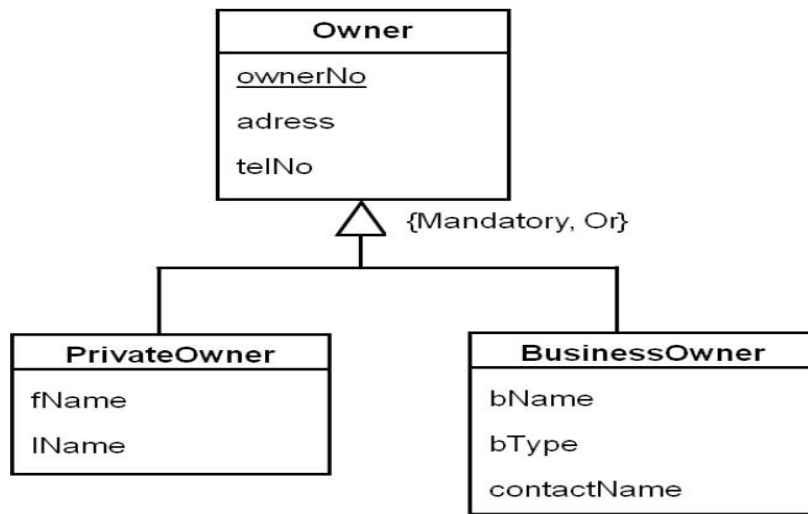 Owner
ownerNo
adress
telNo
{Mandatory, Or}
PrivateOwner
fName
lName
BusinessOwner
bName
bType
contactName